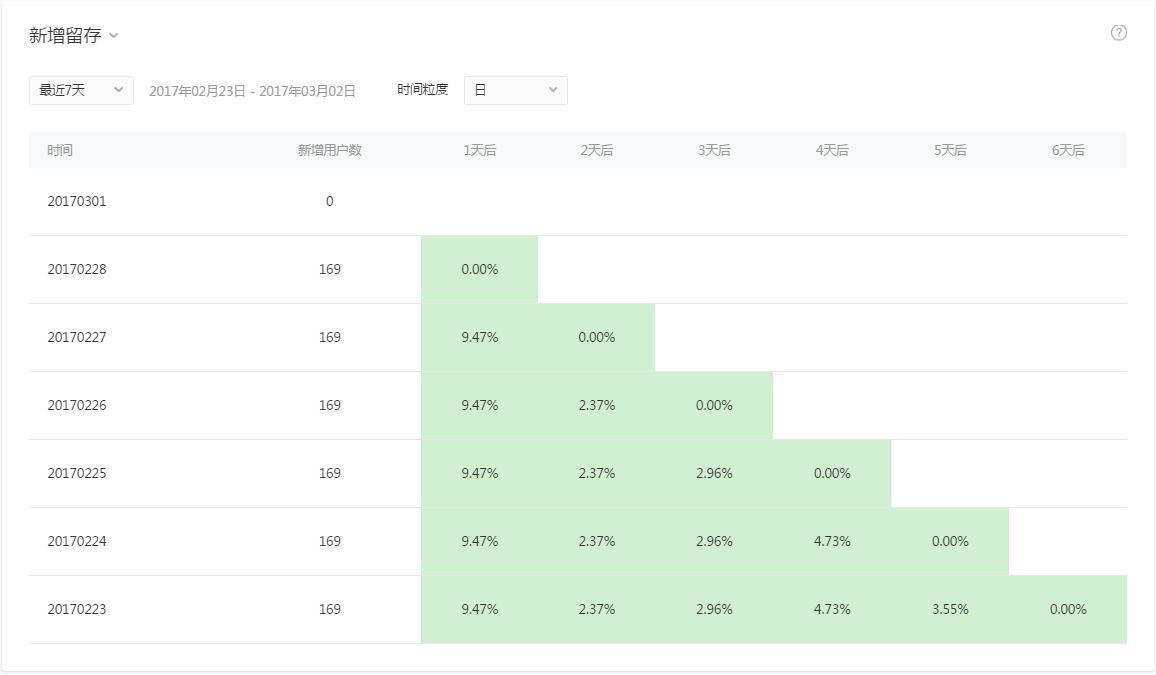 新增留存
?
最近7天 2017年02月23日 - 2017年03月02日 时间粒度 日
时间 新增用户数 1天后 2天后 3天后 4天后 5天后 6天后
20170301 0
20170228 169 0.00%
20170227 169 9.47% 0.00%
20170226 169 9.47% 2.37% 0.00%
20170225 169 9.47% 2.37% 2.96% 0.00%
20170224 169 9.47% 2.37% 2.96% 4.73% 0.00%
20170223 169 9.47% 2.37% 2.96% 4.73% 3.55% 0.00%